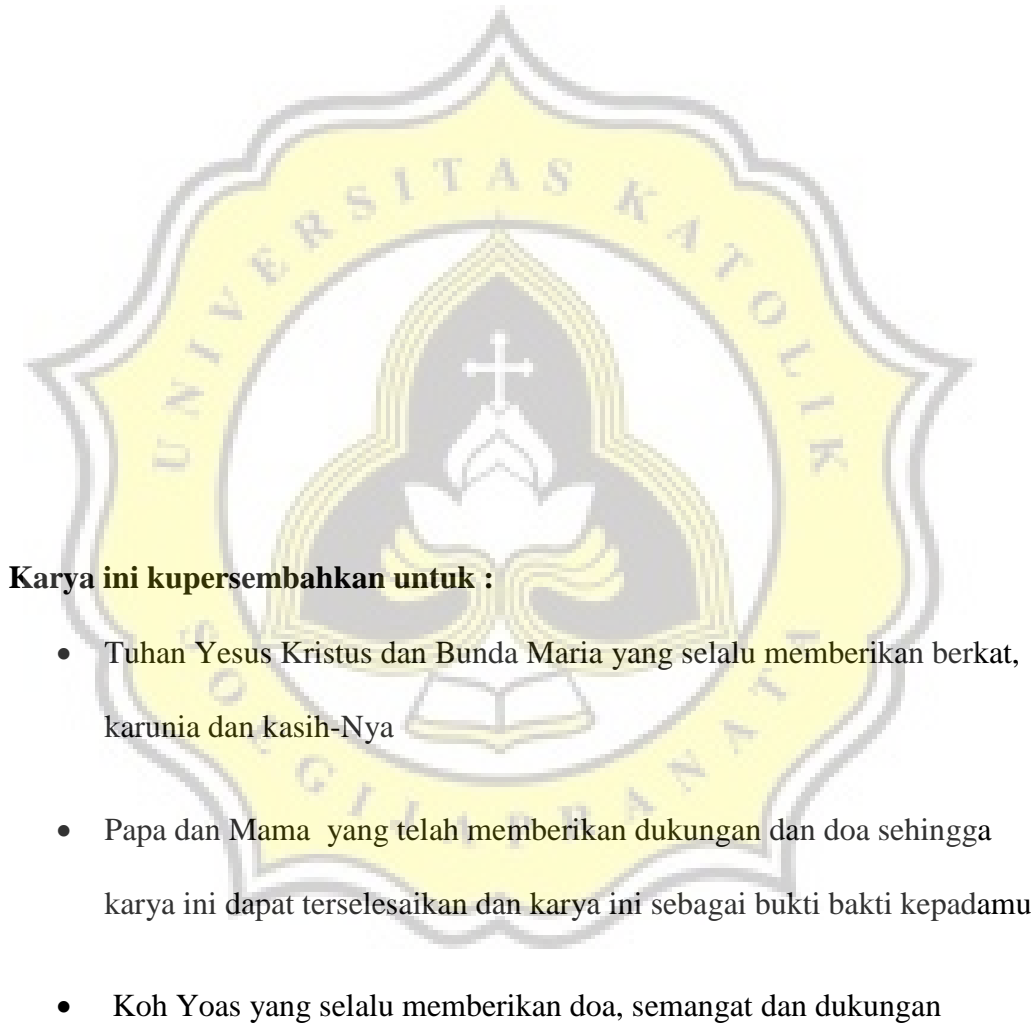 UNIVERSITAS KATOLIK
SOEGIJAPRANATA
Karya ini kupersembahkan untuk :
• Tuhan Yesus Kristus dan Bunda Maria yang selalu memberikan berkat,
karunia dan kasih-Nya
• Papa dan Mama yang telah memberikan dukungan dan doa sehingga
karya ini dapat terselesaikan dan karya ini sebagai bukti bakti kepadamu
• Koh Yoas yang selalu memberikan doa, semangat dan dukungan